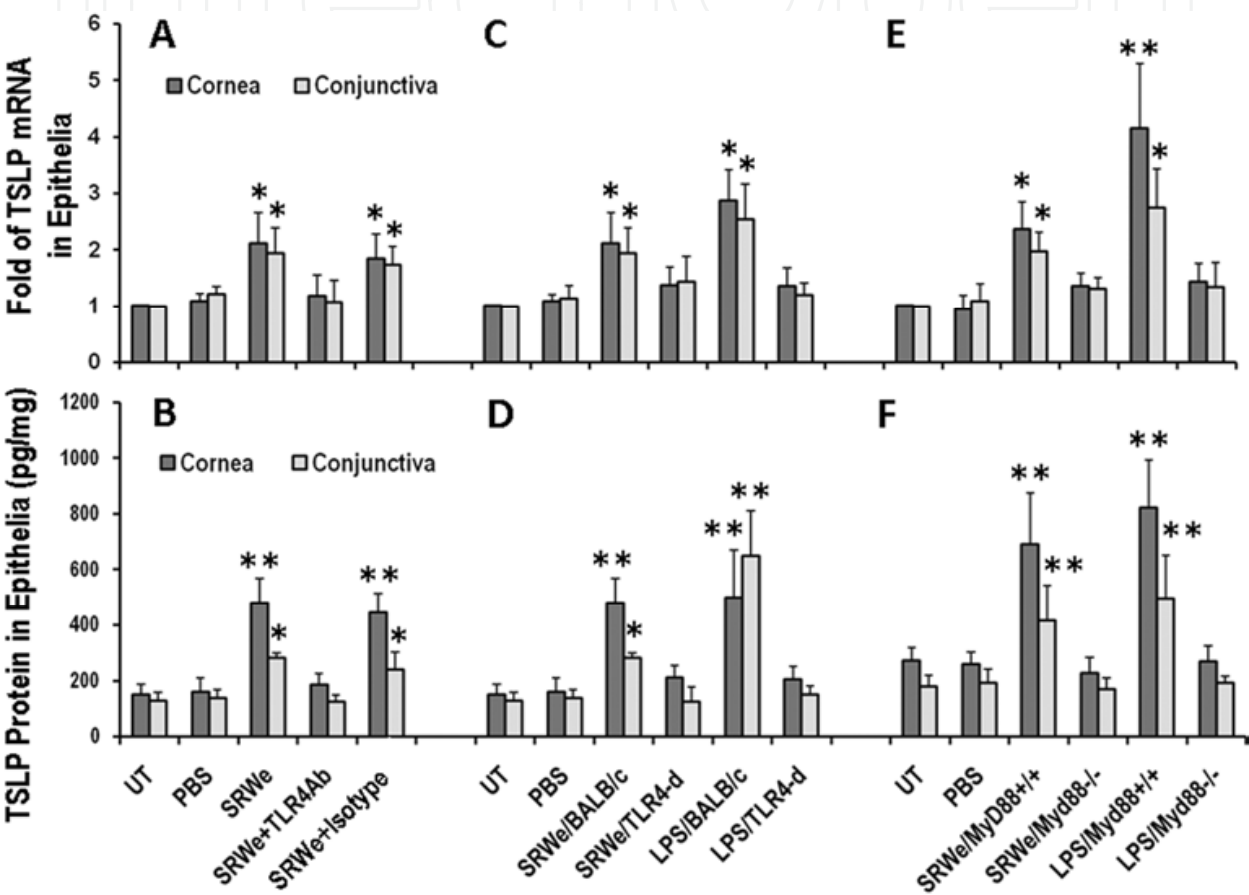 A
C
E
Cornea Conjunctiva
Fold of TSLP mRNA
in Epithelia
6
5
4
3
2
1
0
* * * *
* * * *
* * ** *
B
D
F
Cornea Conjunctiva
TSLP Protein in Epithelia (pg/mg)
1200
1000
800
600
400
200
0
** * ** *
** * ** **
** ** ** **
UT
PBS
SRWe
SRWe+TLR4Ab
SRWe+Isotype
UT
PBS
SRWe/BALB/c
SRWe/TLR4-d
LPS/BALB/c
LPS/TLR4-d
UT
PBS
SRWe/MyD88+/+
SRWe/Myd88-/-
LPS/Myd88+/+
LPS/Myd88-/-